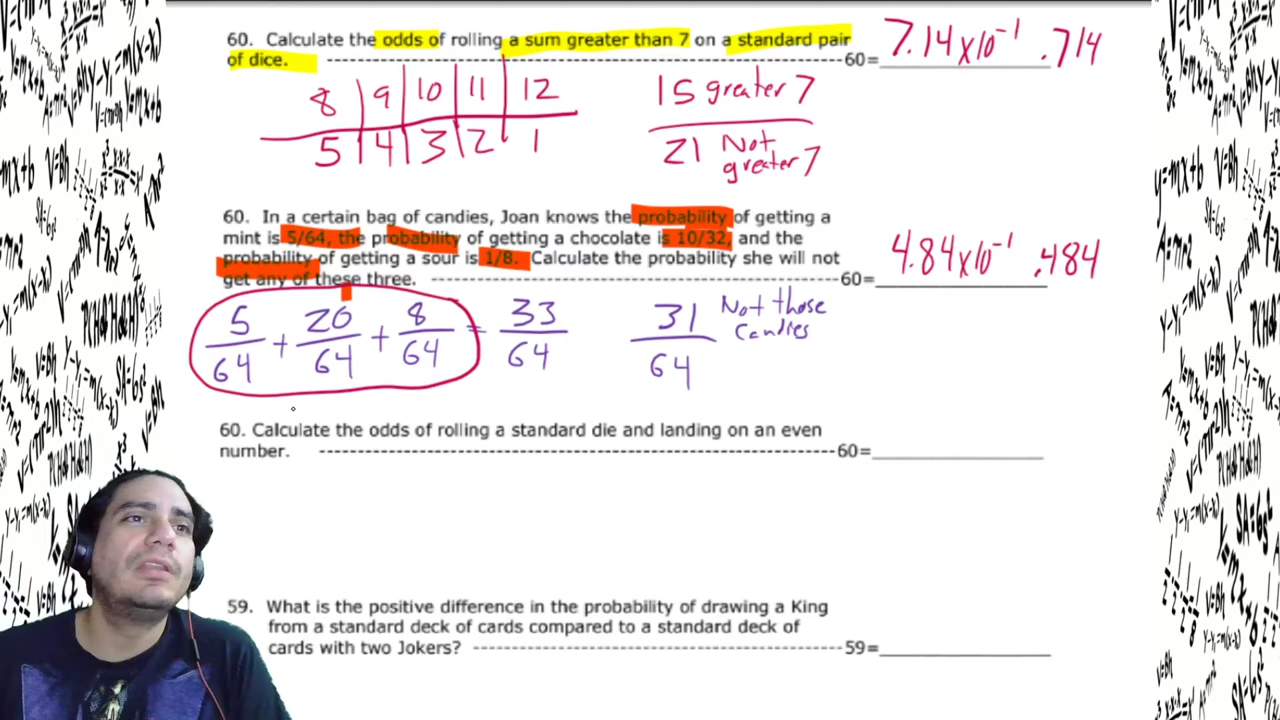 60. Calculate the odds of rolling a sum greater than 7 on a standard pair
of dice. ---------- 60=
7.14x10⁻¹ .714
8 | 9 | 10 | 11 | 12
5 | 4 | 3 | 2 | 1
15 greater 7
21 Not
greater 7
60. In a certain bag of candies, Joan knows the probability of getting a
mint is 5/64, the probability of getting a chocolate is 10/32, and the
probability of getting a sour is 1/8. Calculate the probability she will not
get any of these three. ---------- 60=
4.84x10⁻¹ .484
5/64 + 20/64 + 8/64 = 33/64
31/64
Not those
Candies
60. Calculate the odds of rolling a standard die and landing on an even
number. ---------- 60=
59. What is the positive difference in the probability of drawing a King
from a standard deck of cards compared to a standard deck of
cards with two Jokers? ---------- 59=